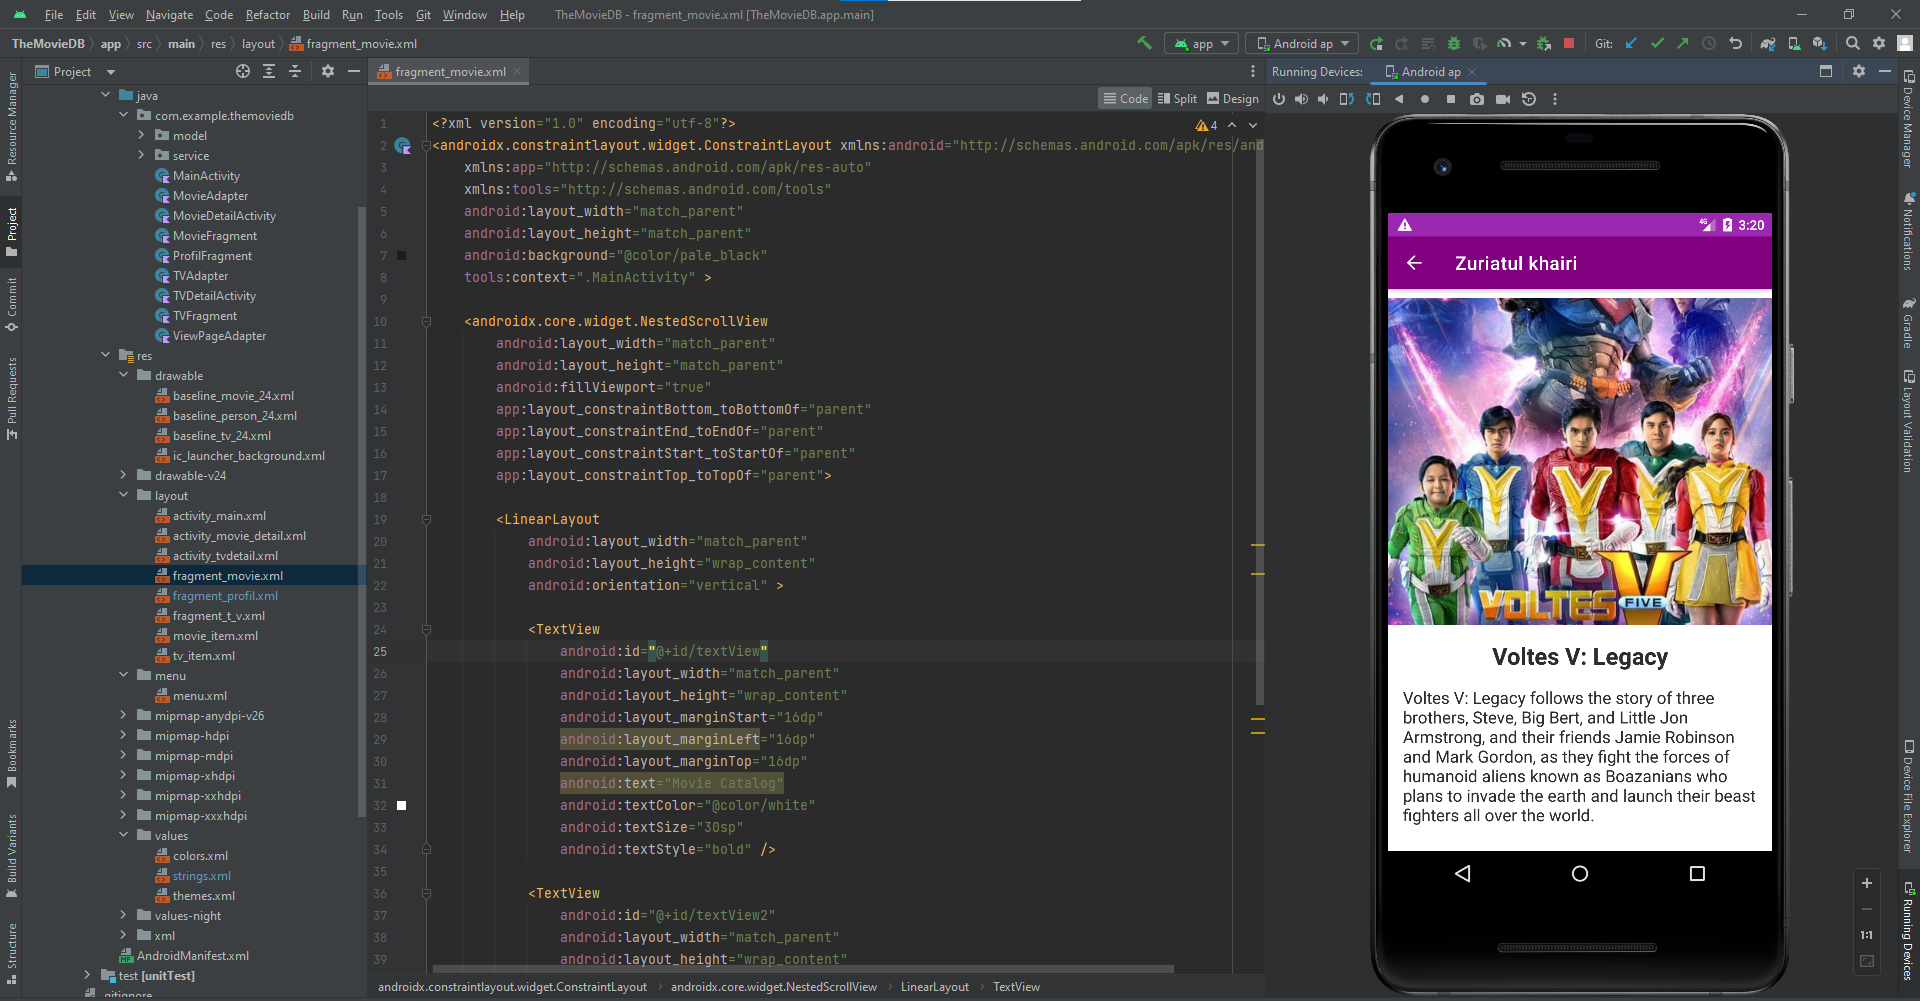 File Edit View Navigate Code Refactor Build Run Tools Git Window Help TheMovieDB - fragment_movie.xml [TheMovieDB.app.main]
TheMovieDB app src main res layout fragment_movie.xml app Android ap Git:
Project
fragment_movie.xml
Running Devices: Android ap
Code Split Design
Resource Manager
Project
Commit
Pull Requests
Bookmarks
Build Variants
Structure
java
com.example.themoviedb
model
service
MainActivity
MovieAdapter
MovieDetailActivity
MovieFragment
ProfilFragment
TVAdapter
TVDetailActivity
TVFragment
ViewPageAdapter
res
drawable
baseline_movie_24.xml
baseline_person_24.xml
baseline_tv_24.xml
ic_launcher_background.xml
drawable-v24
layout
activity_main.xml
activity_movie_detail.xml
activity_tvdetail.xml
fragment_movie.xml
fragment_profil.xml
fragment_t_v.xml
movie_item.xml
tv_item.xml
menu
menu.xml
mipmap-anydpi-v26
mipmap-hdpi
mipmap-mdpi
mipmap-xhdpi
mipmap-xxhdpi
mipmap-xxxhdpi
values
colors.xml
strings.xml
themes.xml
values-night
xml
AndroidManifest.xml
test [unitTest]
.gitignore
4
1 <?xml version="1.0" encoding="utf-8"?>
2 <androidx.constraintlayout.widget.ConstraintLayout xmlns:android="http://schemas.android.com/apk/res/and
3 xmlns:app="http://schemas.android.com/apk/res-auto"
4 xmlns:tools="http://schemas.android.com/tools"
5 android:layout_width="match_parent"
6 android:layout_height="match_parent"
7 android:background="@color/pale_black"
8 tools:context=".MainActivity" >
9
10 <androidx.core.widget.NestedScrollView
11 android:layout_width="match_parent"
12 android:layout_height="match_parent"
13 android:fillViewport="true"
14 app:layout_constraintBottom_toBottomOf="parent"
15 app:layout_constraintEnd_toEndOf="parent"
16 app:layout_constraintStart_toStartOf="parent"
17 app:layout_constraintTop_toTopOf="parent">
18
19 <LinearLayout
20 android:layout_width="match_parent"
21 android:layout_height="wrap_content"
22 android:orientation="vertical" >
23
24 <TextView
25 android:id="@+id/textView"
26 android:layout_width="match_parent"
27 android:layout_height="wrap_content"
28 android:layout_marginStart="16dp"
29 android:layout_marginLeft="16dp"
30 android:layout_marginTop="16dp"
31 android:text="Movie Catalog"
32 android:textColor="@color/white"
33 android:textSize="30sp"
34 android:textStyle="bold" />
35
36 <TextView
37 android:id="@+id/textView2"
38 android:layout_width="match_parent"
39 android:layout_height="wrap_content"
androidx.constraintlayout.widget.ConstraintLayout androidx.core.widget.NestedScrollView LinearLayout TextView
4G 3:20
Zuriatul khairi
VOLTES V
FIVE
Voltes V: Legacy
Voltes V: Legacy follows the story of three
brothers, Steve, Big Bert, and Little Jon
Armstrong, and their friends Jamie Robinson
and Mark Gordon, as they fight the forces of
humanoid aliens known as Boazanians who
plans to invade the earth and launch their beast
fighters all over the world.
1:1
Device Manager
Notifications
Gradle
Layout Validation
Device File Explorer
Running Devices